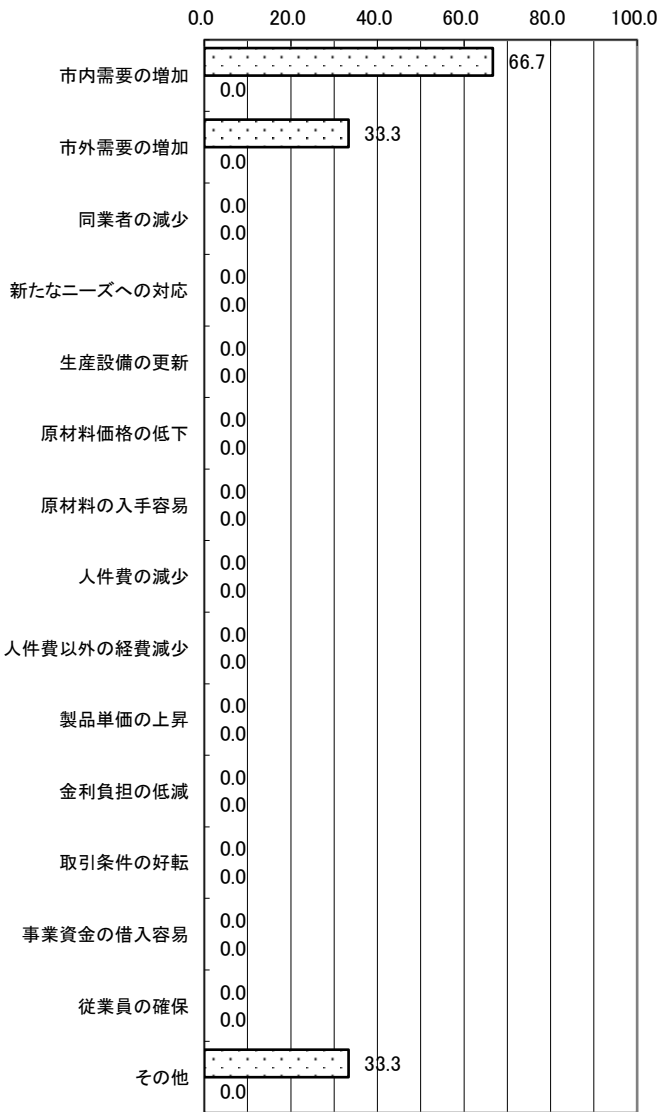 0.0 20.0 40.0 60.0 80.0 100.0
市内需要の増加 66.7
0.0
市外需要の増加 33.3
0.0
同業者の減少 0.0
0.0
新たなニーズへの対応 0.0
0.0
生産設備の更新 0.0
0.0
原材料価格の低下 0.0
0.0
原材料の入手容易 0.0
0.0
人件費の減少 0.0
0.0
人件費以外の経費減少 0.0
0.0
製品単価の上昇 0.0
0.0
金利負担の低減 0.0
0.0
取引条件の好転 0.0
0.0
事業資金の借入容易 0.0
0.0
従業員の確保 0.0
0.0
その他 33.3
0.0